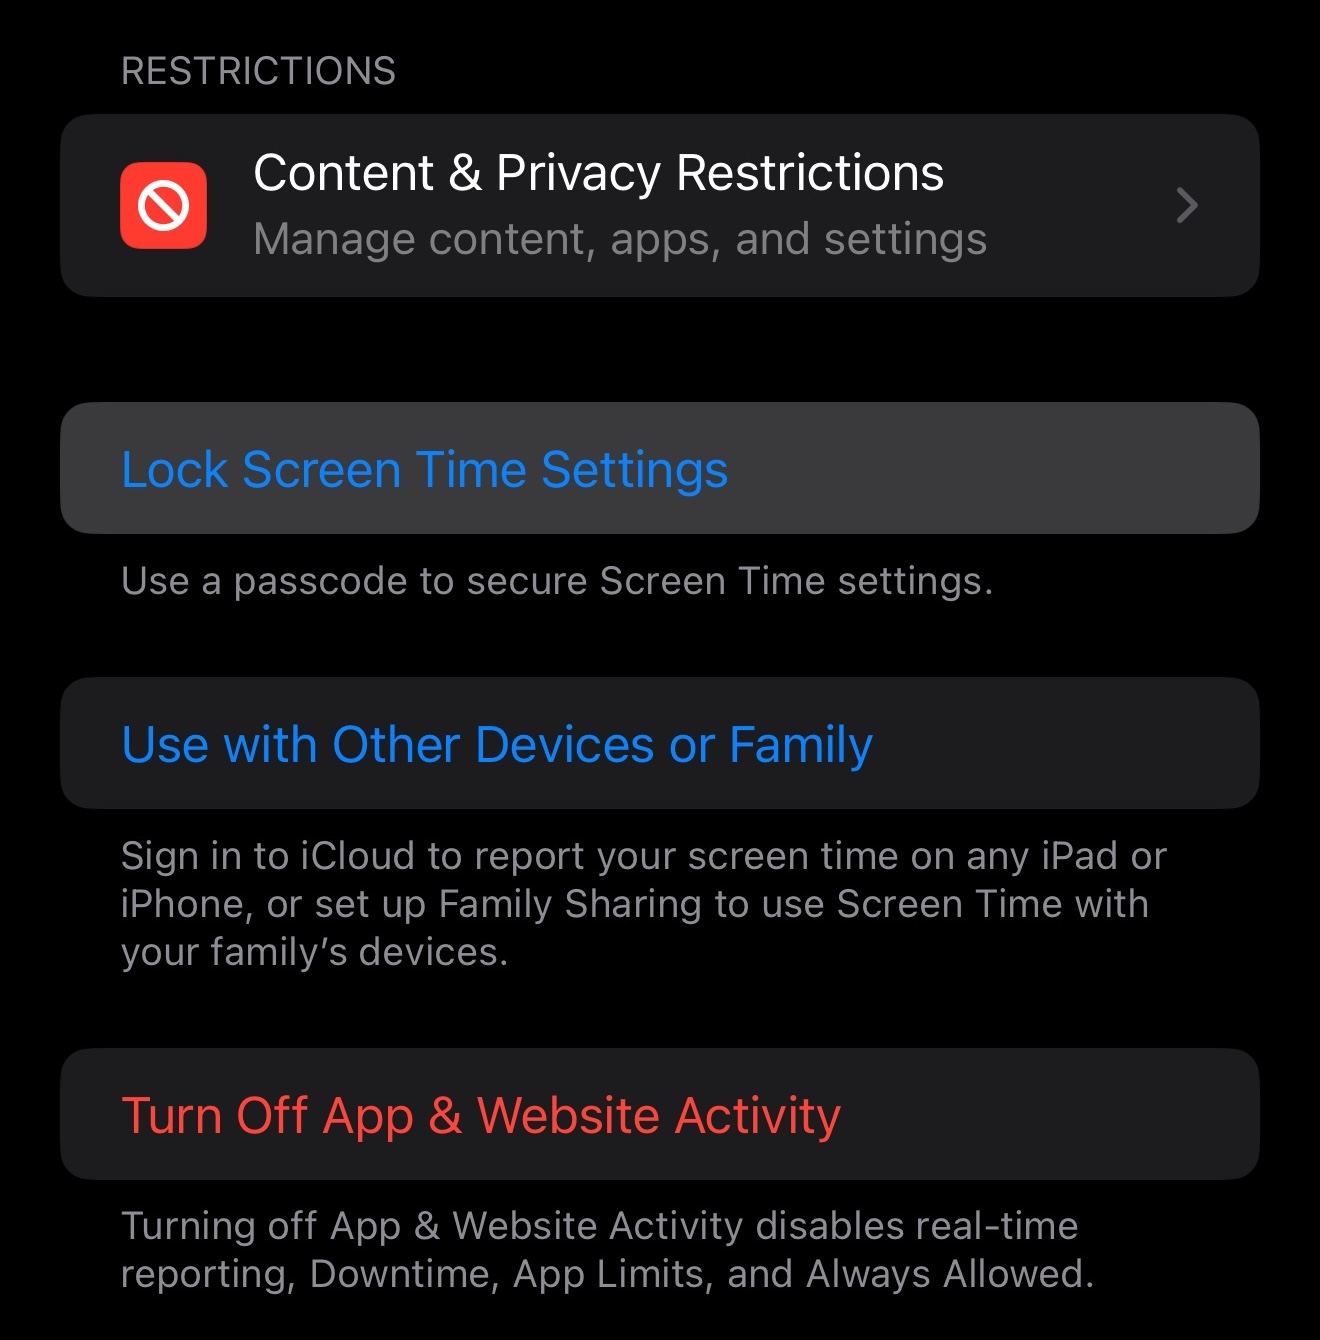 RESTRICTIONS
Content & Privacy Restrictions
Manage content, apps, and settings
Lock Screen Time Settings
Use a passcode to secure Screen Time settings.
Use with Other Devices or Family
Sign in to iCloud to report your screen time on any iPad or
iPhone, or set up Family Sharing to use Screen Time with
your family’s devices.
Turn Off App & Website Activity
Turning off App & Website Activity disables real-time
reporting, Downtime, App Limits, and Always Allowed.